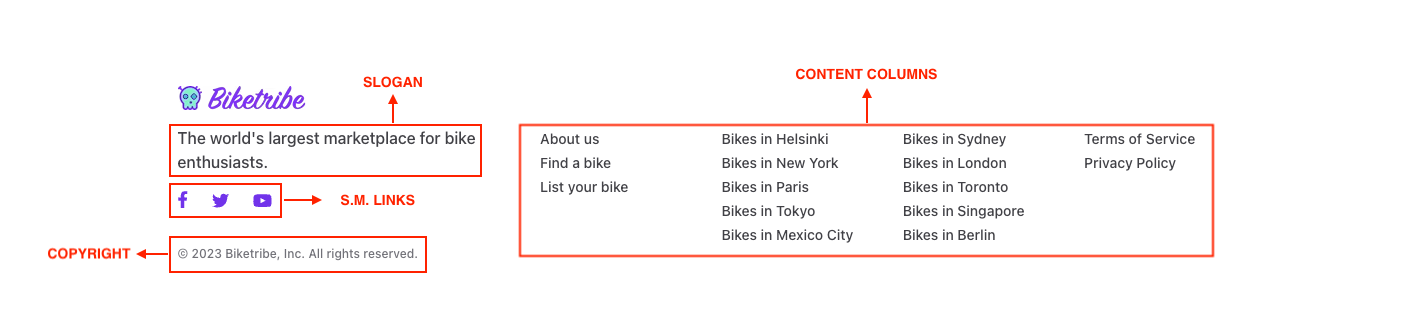 SLOGAN
CONTENT COLUMNS
Biketribe
The world's largest marketplace for bike
enthusiasts.
S.M. LINKS
COPYRIGHT
© 2023 Biketribe, Inc. All rights reserved.
About us
Find a bike
List your bike
Bikes in Helsinki
Bikes in New York
Bikes in Paris
Bikes in Tokyo
Bikes in Mexico City
Bikes in Sydney
Bikes in London
Bikes in Toronto
Bikes in Singapore
Bikes in Berlin
Terms of Service
Privacy Policy